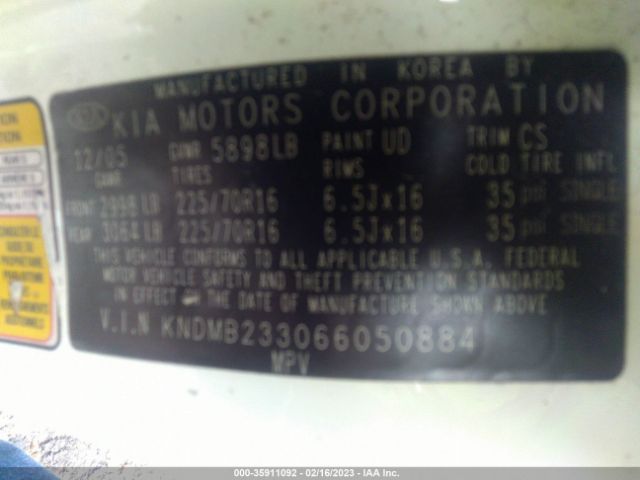 MANUFACTURED IN KOREA BY
KIA MOTORS CORPORATION
12/05 GVWR 5898LB PAINT UD TRIM CS
GAWR TIRES RIMS COLD TIRE INFL
FRONT 2998LB 225/70R16 6.5Jx16 35 psi SINGLE
REAR 3064LB 225/70R16 6.5Jx16 35 psi SINGLE
THIS VEHICLE CONFORMS TO ALL APPLICABLE U.S.A. FEDERAL
MOTOR VEHICLE SAFETY AND THEFT PREVENTION STANDARDS
IN EFFECT THE DATE OF MANUFACTURE SHOWN ABOVE
V.I.N KNDMB233066050884
MPV
000-35911092 - 02/16/2023 - IAA Inc.